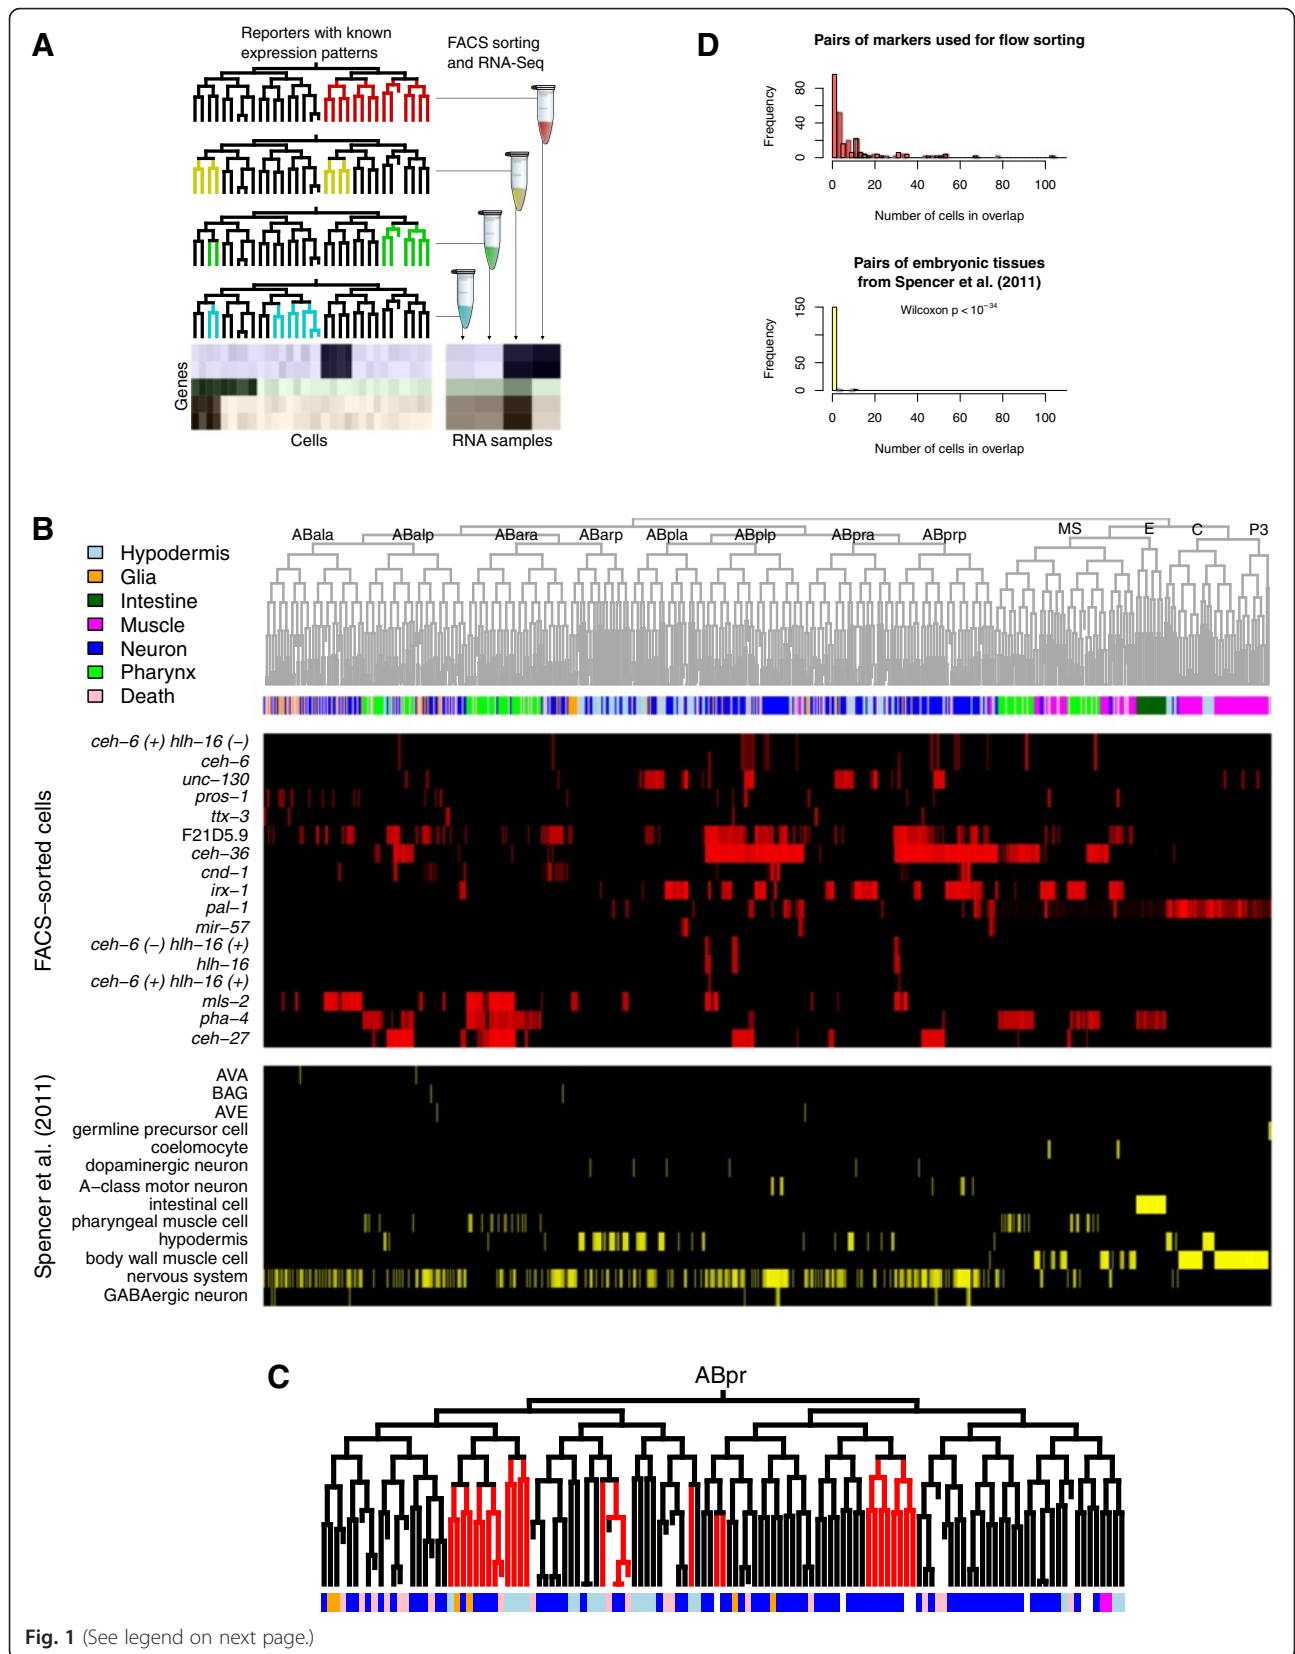 A
Reporters with known
expression patterns
FACS sorting
and RNA-Seq
Genes
Cells
RNA samples
D
Pairs of markers used for flow sorting
Frequency
0 40 80
0 20 40 60 80 100
Number of cells in overlap
Pairs of embryonic tissues
from Spencer et al. (2011)
Wilcoxon p < 10⁻³⁴
Frequency
0 50 150
0 20 40 60 80 100
Number of cells in overlap
B
Hypodermis
Glia
Intestine
Muscle
Neuron
Pharynx
Death
ABala ABalp ABara ABarp ABpla ABplp ABpra ABprp MS E C P3
FACS−sorted cells
ceh−6 (+) hlh−16 (−)
ceh−6
unc−130
pros−1
ttx−3
F21D5.9
ceh−36
cnd−1
irx−1
pal−1
mir−57
ceh−6 (−) hlh−16 (+)
hlh−16
ceh−6 (+) hlh−16 (+)
mls−2
pha−4
ceh−27
Spencer et al. (2011)
AVA
BAG
AVE
germline precursor cell
coelomocyte
dopaminergic neuron
A−class motor neuron
intestinal cell
pharyngeal muscle cell
hypodermis
body wall muscle cell
nervous system
GABAergic neuron
C
ABpr
Fig. 1 (See legend on next page.)